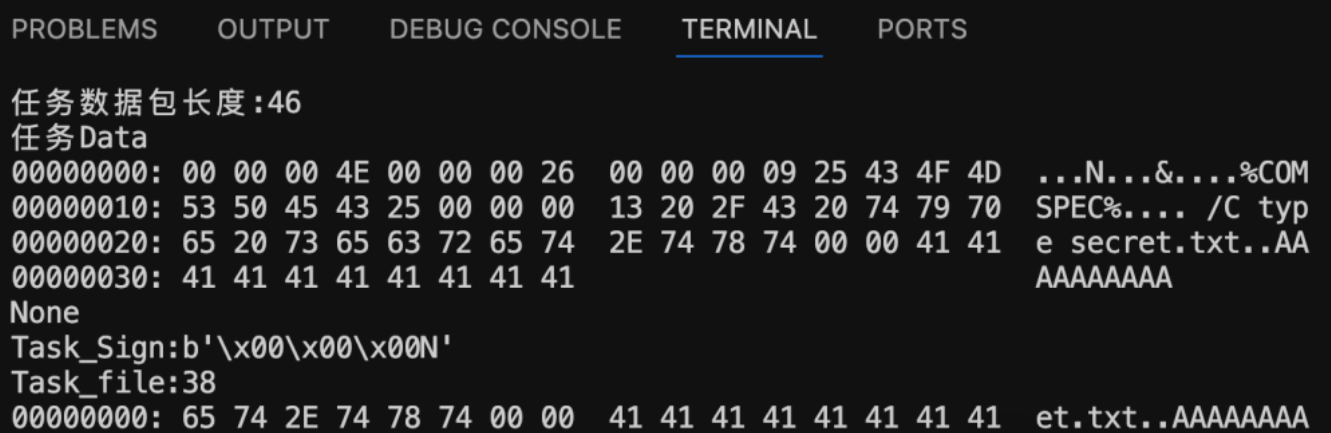 PROBLEMS OUTPUT DEBUG CONSOLE TERMINAL PORTS
任务数据包长度:46
任务Data
00000000: 00 00 00 4E 00 00 00 26  00 00 00 09 25 43 4F 4D  ...N...&....%COM
00000010: 53 50 45 43 25 00 00 00  13 20 2F 43 20 74 79 70  SPEC%.... /C typ
00000020: 65 20 73 65 63 72 65 74  2E 74 78 74 00 00 41 41  e secret.txt..AA
00000030: 41 41 41 41 41 41 41 41                           AAAAAAAA
None
Task_Sign:b'\x00\x00\x00N'
Task_file:38
00000000: 65 74 2E 74 78 74 00 00  41 41 41 41 41 41 41 41  et.txt..AAAAAAAA